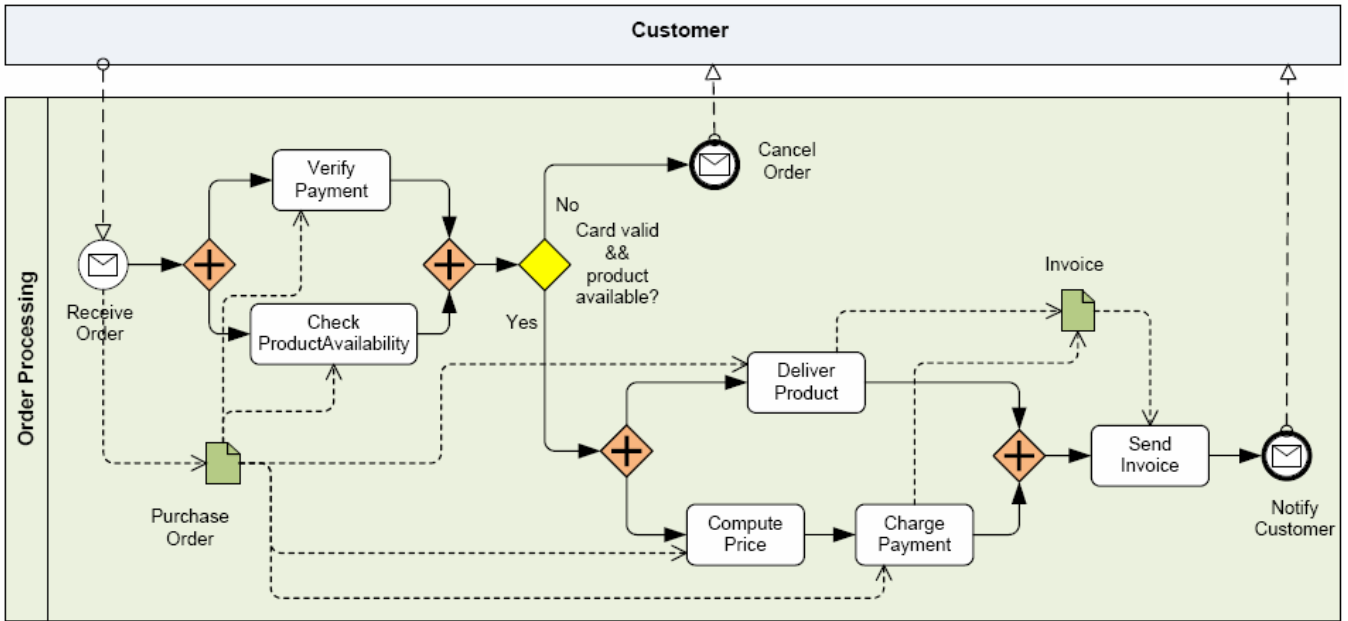 Customer
Order Processing
Receive
Order
Verify
Payment
Check
ProductAvailability
Purchase
Order
No
Card valid
&&
product
available?
Yes
Cancel
Order
Deliver
Product
Compute
Price
Charge
Payment
Invoice
Send
Invoice
Notify
Customer